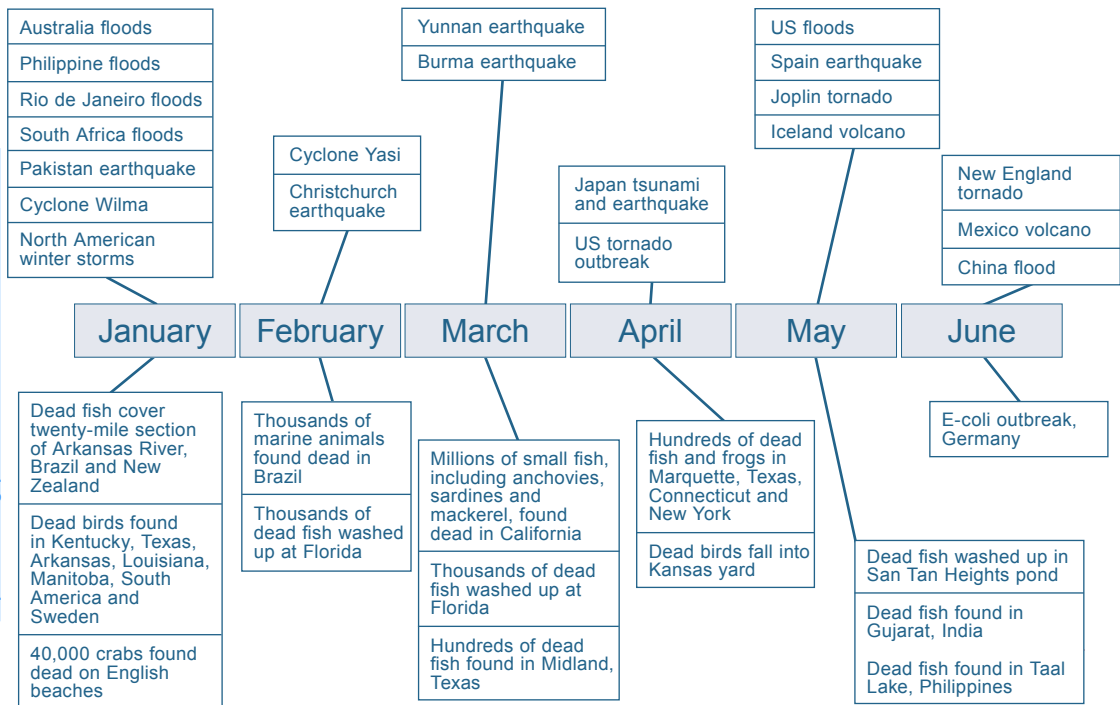 Australia floods
Philippine floods
Rio de Janeiro floods
South Africa floods
Pakistan earthquake
Cyclone Wilma
North American
winter storms
Cyclone Yasi
Christchurch
earthquake
Yunnan earthquake
Burma earthquake
Japan tsunami
and earthquake
US tornado
outbreak
US floods
Spain earthquake
Joplin tornado
Iceland volcano
New England
tornado
Mexico volcano
China flood
January
February
March
April
May
June
Dead fish cover
twenty-mile section
of Arkansas River,
Brazil and New
Zealand
Dead birds found
in Kentucky, Texas,
Arkansas, Louisiana,
Manitoba, South
America and
Sweden
40,000 crabs found
dead on English
beaches
Thousands of
marine animals
found dead in
Brazil
Thousands of
dead fish washed
up at Florida
Millions of small fish,
including anchovies,
sardines and
mackerel, found
dead in California
Thousands of dead
fish washed up at
Florida
Hundreds of dead
fish found in Midland,
Texas
Hundreds of dead
fish and frogs in
Marquette, Texas,
Connecticut and
New York
Dead birds fall into
Kansas yard
Dead fish washed up in
San Tan Heights pond
Dead fish found in
Gujarat, India
Dead fish found in Taal
Lake, Philippines
E-coli outbreak,
Germany